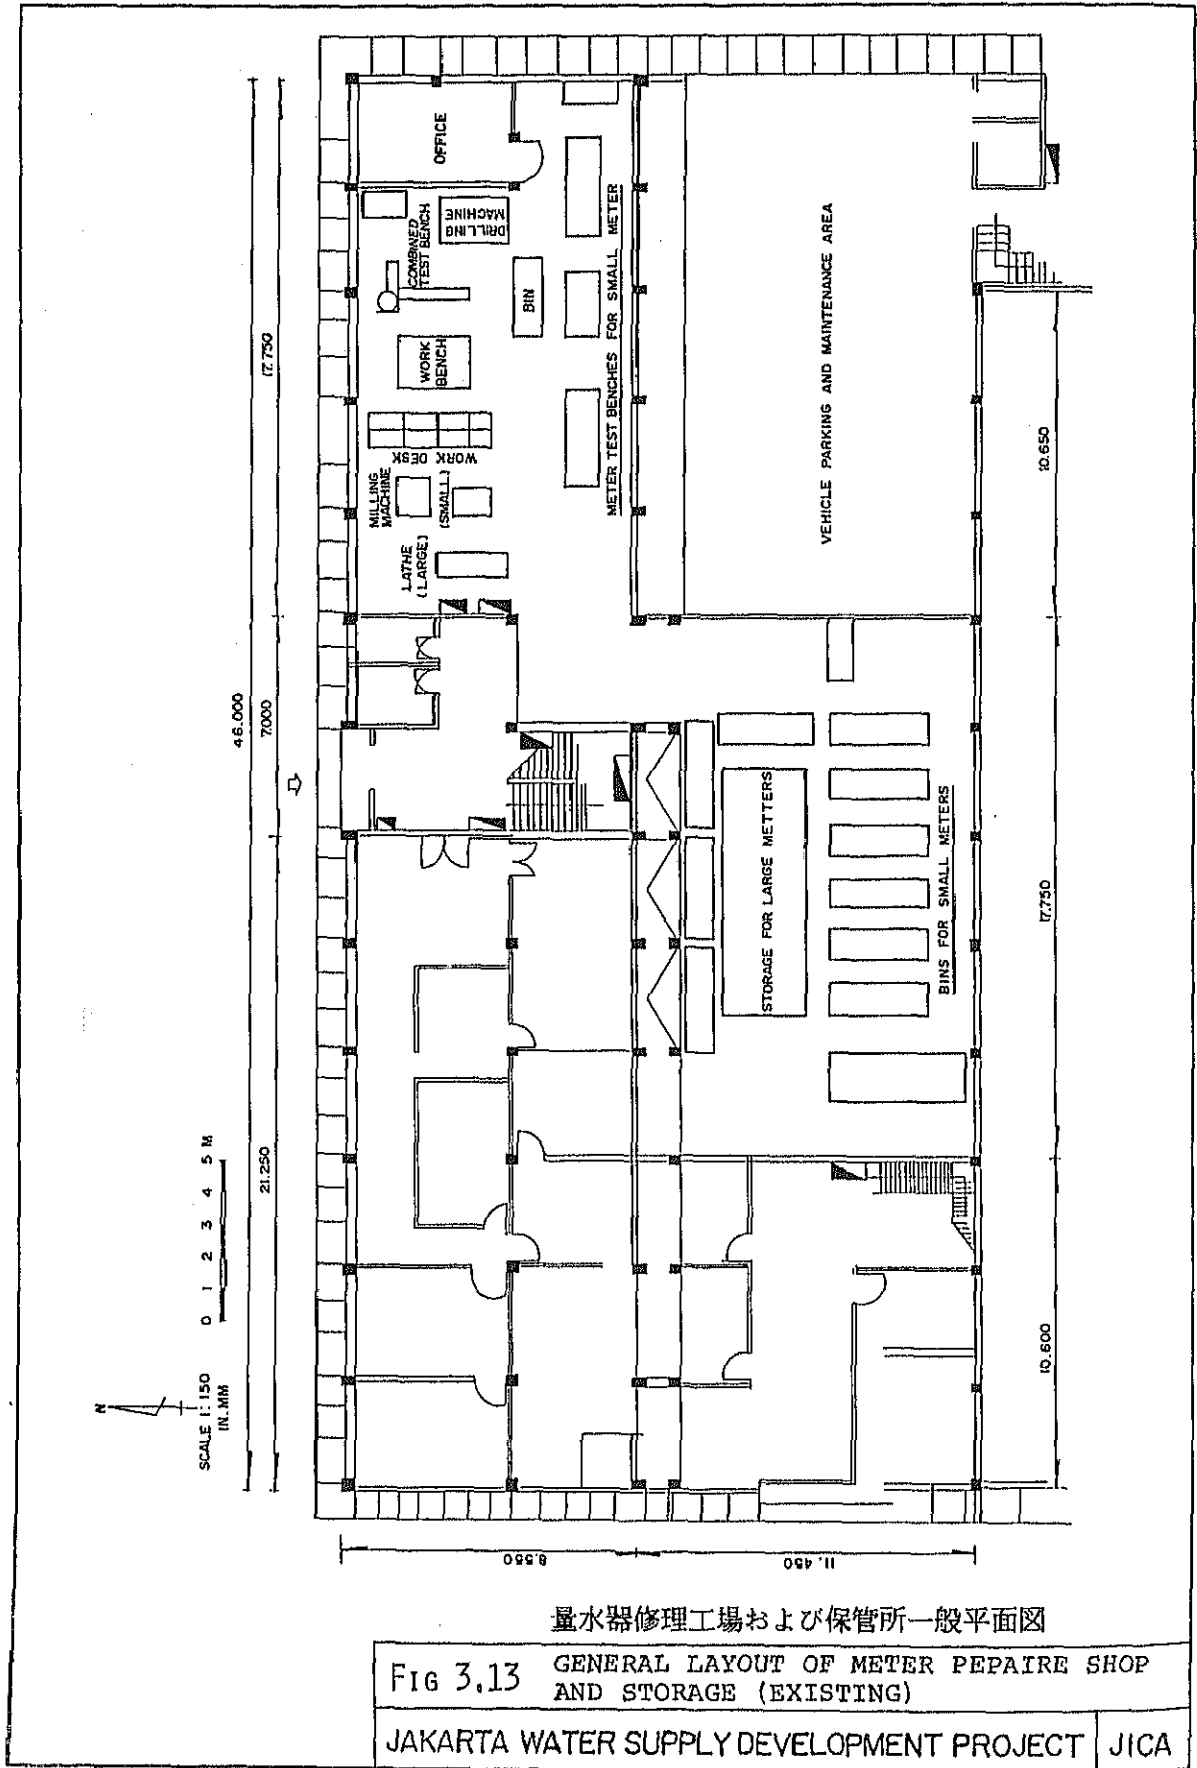 OFFICE
COMBINED
TEST BENCH
DRILLING
MACHINE
BIN
WORK
BENCH
WORK DESK
MILLING
MACHINE
(SMALL)
LATHE
(LARGE)
METER TEST BENCHES FOR SMALL METER
VEHICLE PARKING AND MAINTENANCE AREA
STORAGE FOR LARGE METTERS
BINS FOR SMALL METERS
46.000
17.750
7.000
21.250
10.650
17.750
10.600
8.550
11.450
N
SCALE 1:150
IN.MM
0 1 2 3 4 5 M
量水器修理工場および保管所一般平面図
FIG 3.13
GENERAL LAYOUT OF METER PEPAIRE SHOP
AND STORAGE (EXISTING)
JAKARTA WATER SUPPLY DEVELOPMENT PROJECT
JICA